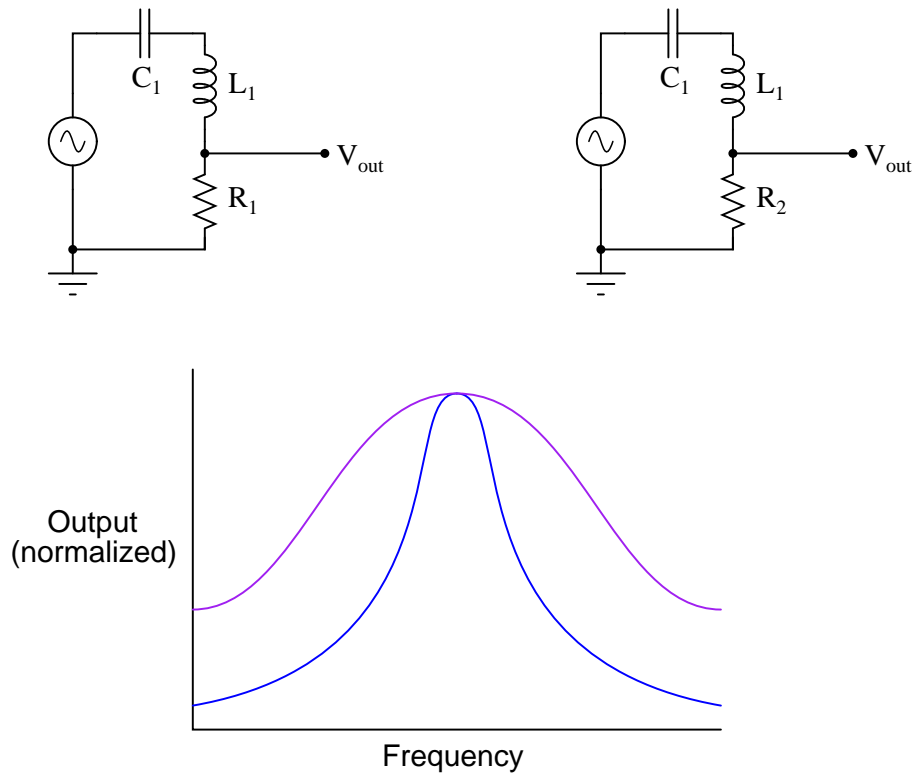 C1
L1
Vout
R1
C1
L1
Vout
R2
Output
(normalized)
Frequency